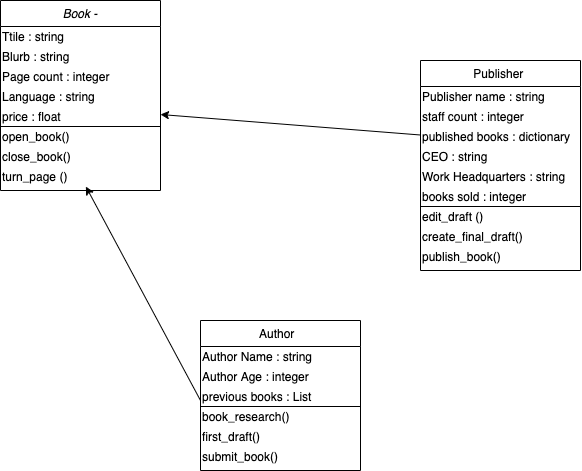 Book -
Ttile : string
Blurb : string
Page count : integer
Language : string
price : float
open_book()
close_book()
turn_page ()
Publisher
Publisher name : string
staff count : integer
published books : dictionary
CEO : string
Work Headquarters : string
books sold : integer
edit_draft ()
create_final_draft()
publish_book()
Author
Author Name : string
Author Age : integer
previous books : List
book_research()
first_draft()
submit_book()